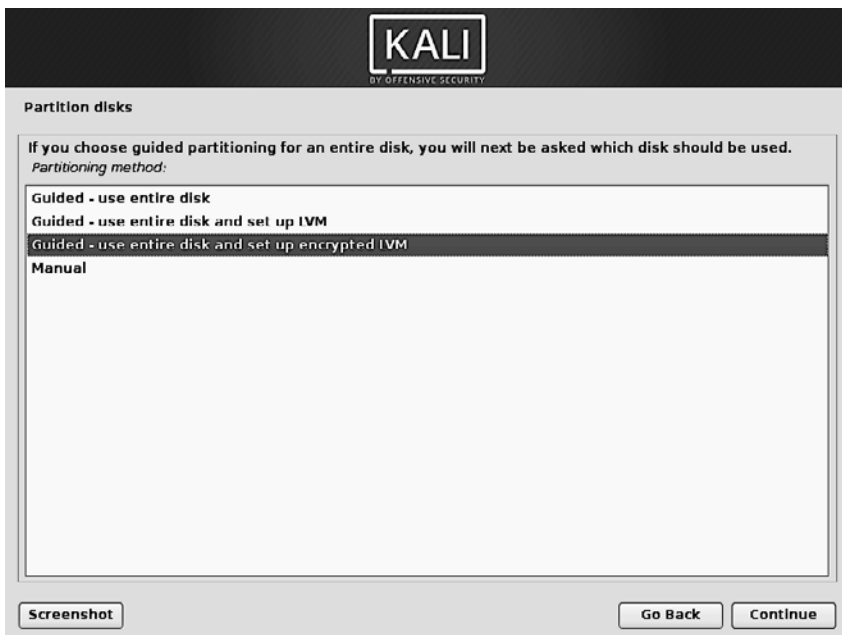 KALI
BY OFFENSIVE SECURITY
Partition disks
If you choose guided partitioning for an entire disk, you will next be asked which disk should be used.
Partitioning method:
Guided - use entire disk
Guided - use entire disk and set up LVM
Guided - use entire disk and set up encrypted LVM
Manual
Screenshot
Go Back
Continue